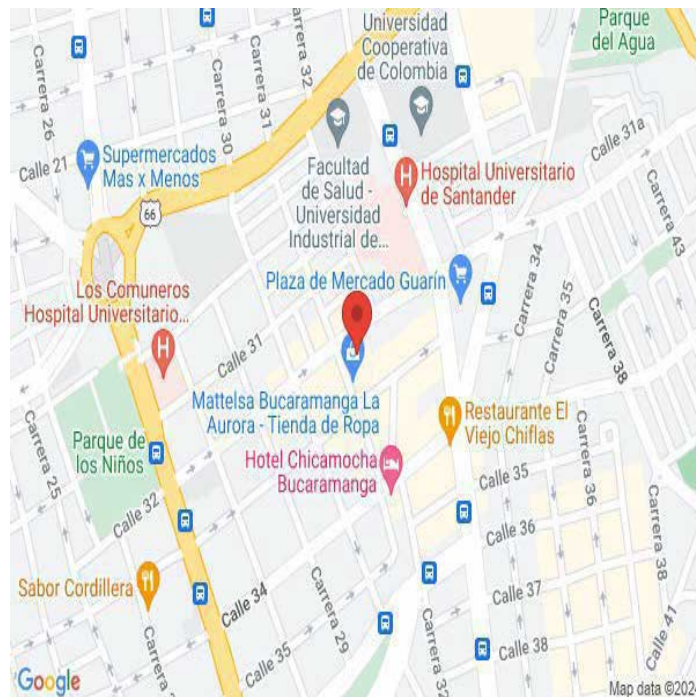 Universidad
Cooperativa
de Colombia
Parque
del Agua
Carrera 32
Carrera 26
Carrera 31
Carrera 30
Calle 21
Supermercados
Mas x Menos
66
Facultad
de Salud -
Universidad
Industrial de...
Hospital Universitario
de Santander
Calle 31a
Carrera 43
Carrera 34
Carrera 35
Carrera 38
Plaza de Mercado Guarín
Los Comuneros
Hospital Universitario...
Calle 31
Mattelsa Bucaramanga La
Aurora - Tienda de Ropa
Restaurante El
Viejo Chiflas
Hotel Chicamocha
Bucaramanga
Parque de
los Niños
Carrera 25
Calle 32
Calle 35
Carrera 36
Calle 36
Carrera 38
Sabor Cordillera
Calle 34
Calle 37
Calle 41
Carrera 29
Calle 35
Calle 38
Carrera 32
Google
Map data ©202